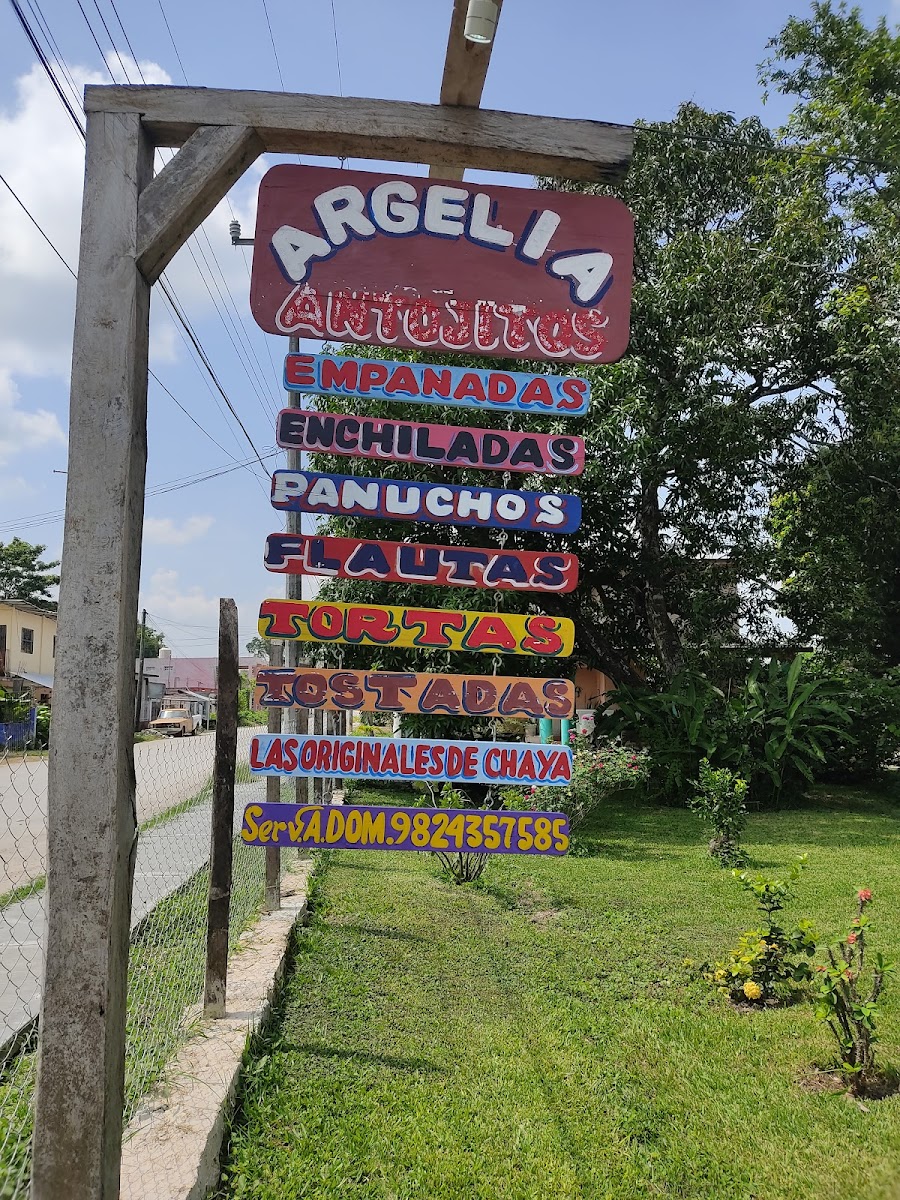 ARGELIA
ANTOJITOS
EMPANADAS
ENCHILADAS
PANUCHOS
FLAUTAS
TORTAS
TOSTADAS
LAS ORIGINALES DE CHAYA
Serv.A.DOM.9824357585